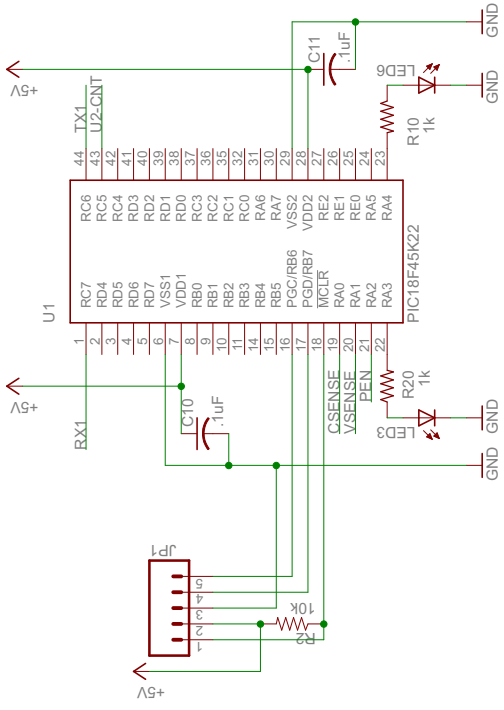 GND
C11
.1uF
+5V
LED6
GND
TX1
U2-CNT
R10
1k
44
43
42
41
40
39
38
37
36
35
34
33
32
31
30
29
28
27
26
25
24
23
RC6
RC5
RC4
RD3
RD2
RD1
RD0
RC3
RC2
RC1
RC0
RA6
RA7
VSS2
VDD2
RE2
RE1
RE0
RA5
RA4
U1
PIC18F45K22
RC7
RD4
RD5
RD6
RD7
VSS1
VDD1
RB0
RB1
RB2
RB3
RB4
RB5
PGC/RB6
PGD/RB7
MCLR
RA0
RA1
RA2
RA3
1
2
3
4
5
6
7
8
9
10
11
14
15
16
17
18
19
20
21
22
RX1
+5V
C10
.1uF
CSENSE
VSENSE
PEN
R20
1k
LED3
GND
GND
JP1
5
4
3
2
1
10k
R2
+5V